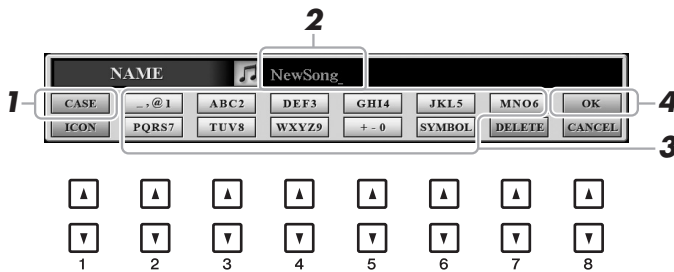 2
NAME NewSong_
1 CASE _,@1 ABC2 DEF3 GHI4 JKL5 MNO6 OK 4
ICON PQRS7 TUV8 WXYZ9 + - 0 SYMBOL DELETE CANCEL
3
1 2 3 4 5 6 7 8